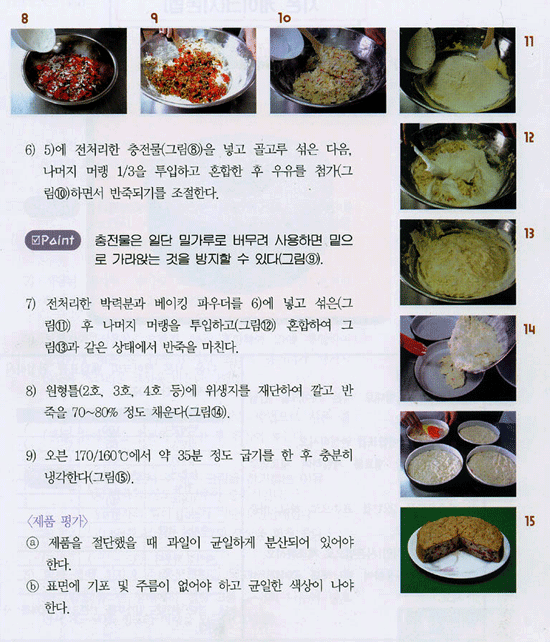 8 9 10
11
6) 5)에 전처리한 충전물(그림⑧)을 넣고 골고루 섞은 다음,
나머지 머랭 1/3을 투입하고 혼합한 후 우유를 첨가(그
림⑩)하면서 반죽되기를 조절한다.
12
☑Point 충전물은 일단 밀가루로 버무려 사용하면 밑으
로 가라앉는 것을 방지할 수 있다(그림⑨).
13
7) 전처리한 박력분과 베이킹 파우더를 6)에 넣고 섞은(그
림⑪) 후 나머지 머랭을 투입하고(그림⑫) 혼합하여 그
림⑬과 같은 상태에서 반죽을 마친다.
14
8) 원형틀(2호, 3호, 4호 등)에 위생지를 재단하여 깔고 반
죽을 70~80% 정도 채운다(그림⑭).
9) 오븐 170/160℃에서 약 35분 정도 굽기를 한 후 충분히
냉각한다(그림⑮).
15
〈제품 평가〉
ⓐ 제품을 절단했을 때 과일이 균일하게 분산되어 있어야
한다.
ⓑ 표면에 기포 및 주름이 없어야 하고 균일한 색상이 나야
한다.